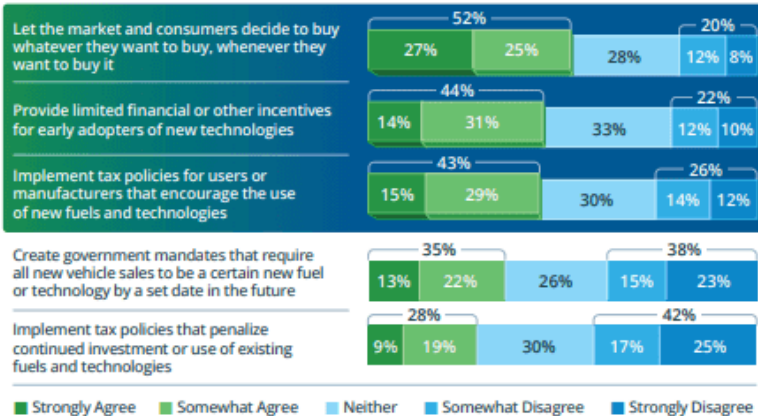 52%
20%
Let the market and consumers decide to buy
whatever they want to buy, whenever they
want to buy it
27% 25% 28% 12% 8%
44%
22%
Provide limited financial or other incentives
for early adopters of new technologies
14% 31% 33% 12% 10%
43%
26%
Implement tax policies for users or
manufacturers that encourage the use
of new fuels and technologies
15% 29% 30% 14% 12%
35%
38%
Create government mandates that require
all new vehicle sales to be a certain new fuel
or technology by a set date in the future
13% 22% 26% 15% 23%
28%
42%
Implement tax policies that penalize
continued investment or use of existing
fuels and technologies
9% 19% 30% 17% 25%
Strongly Agree Somewhat Agree Neither Somewhat Disagree Strongly Disagree